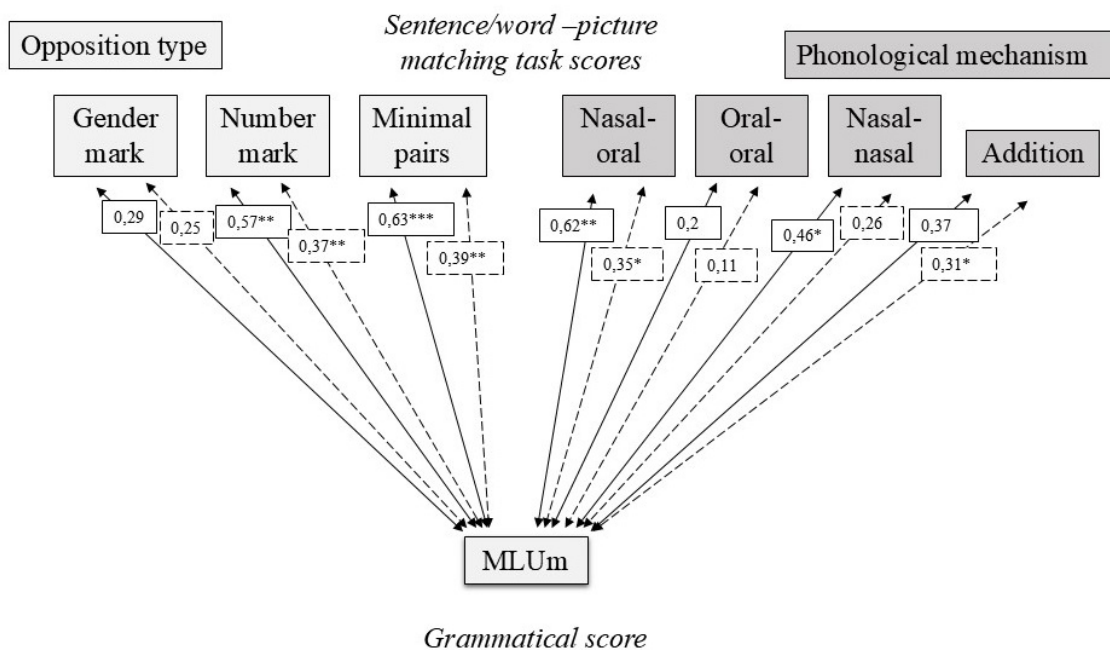 Opposition type
Sentence/word –picture
matching task scores
Phonological mechanism
Gender
mark
Number
mark
Minimal
pairs
Nasal-
oral
Oral-
oral
Nasal-
nasal
Addition
0,29
0,25
0,57**
0,37**
0,63***
0,39**
0,62**
0,35*
0,2
0,11
0,46*
0,26
0,37
0,31*
MLUm
Grammatical score